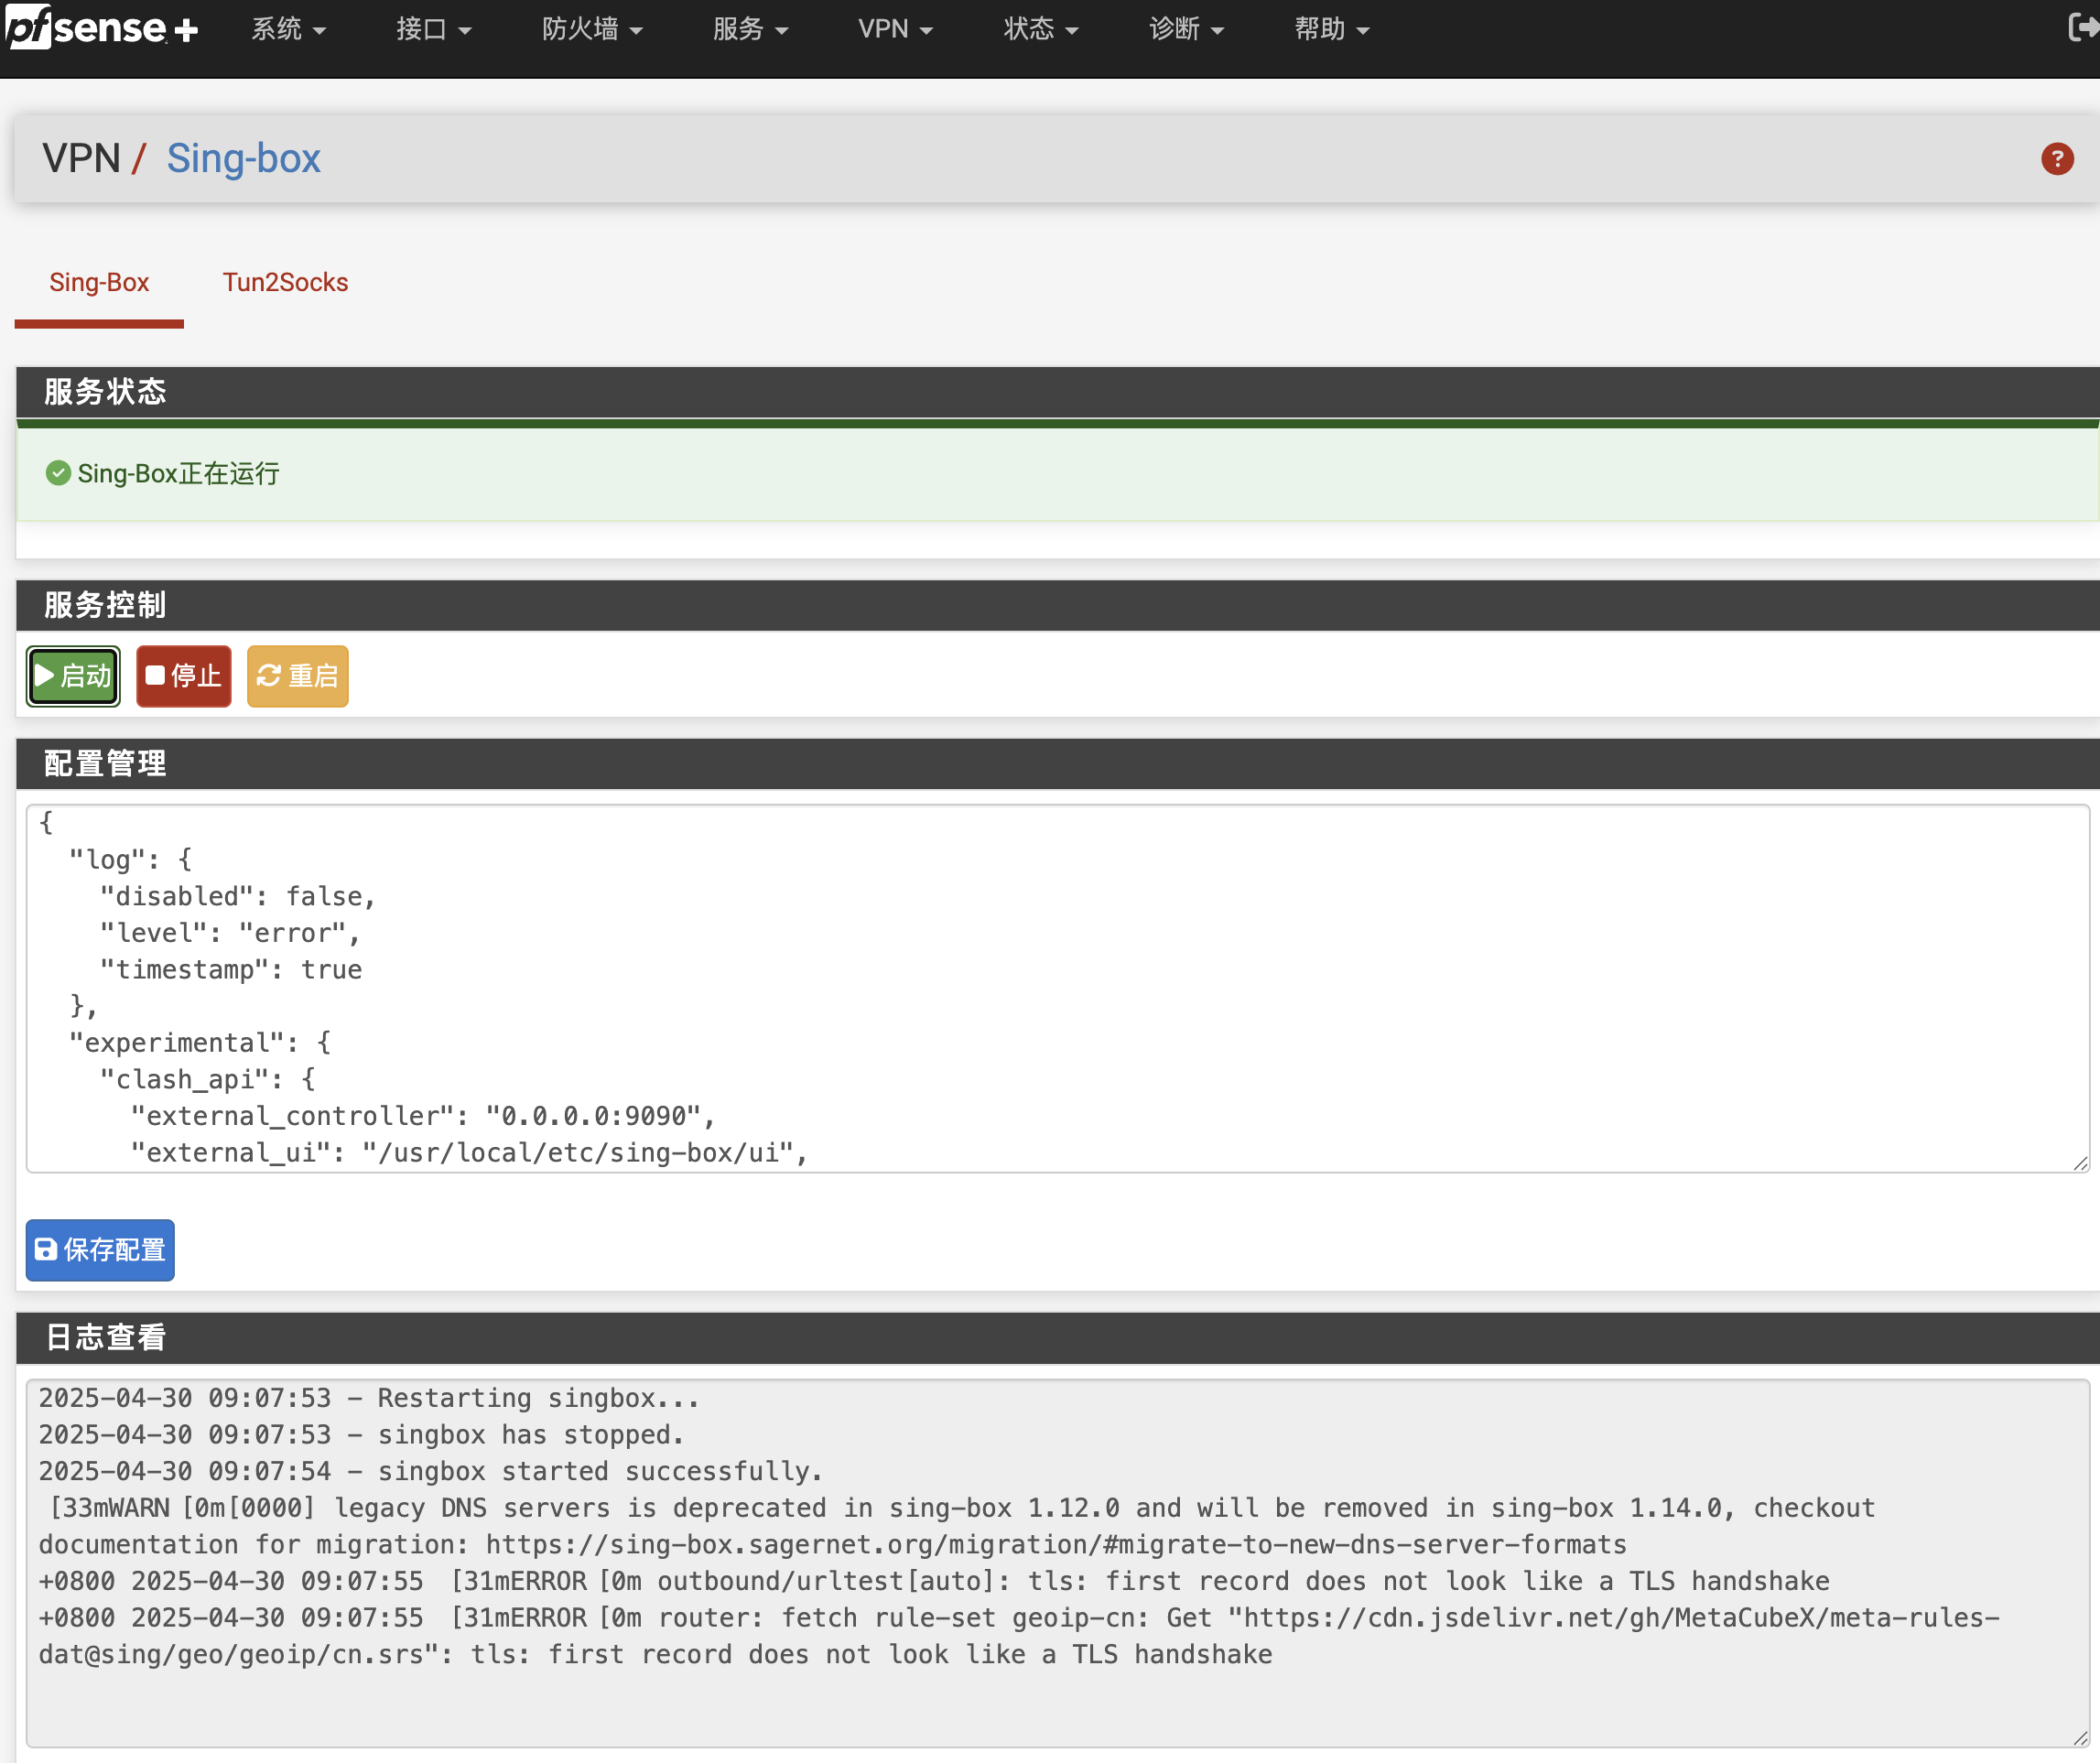 pfsense+ 系统 接口 防火墙 服务 VPN 状态 诊断 帮助
VPN / Sing-box
Sing-Box Tun2Socks
服务状态
Sing-Box正在运行
服务控制
启动 停止 重启
配置管理
{
"log": {
"disabled": false,
"level": "error",
"timestamp": true
},
"experimental": {
"clash_api": {
"external_controller": "0.0.0.0:9090",
"external_ui": "/usr/local/etc/sing-box/ui",
保存配置
日志查看
2025-04-30 09:07:53 - Restarting singbox...
2025-04-30 09:07:53 - singbox has stopped.
2025-04-30 09:07:54 - singbox started successfully.
[33mWARN [0m[0000] legacy DNS servers is deprecated in sing-box 1.12.0 and will be removed in sing-box 1.14.0, checkout
documentation for migration: https://sing-box.sagernet.org/migration/#migrate-to-new-dns-server-formats
+0800 2025-04-30 09:07:55 [31mERROR [0m outbound/urltest[auto]: tls: first record does not look like a TLS handshake
+0800 2025-04-30 09:07:55 [31mERROR [0m router: fetch rule-set geoip-cn: Get "https://cdn.jsdelivr.net/gh/MetaCubeX/meta-rules-
dat@sing/geo/geoip/cn.srs": tls: first record does not look like a TLS handshake